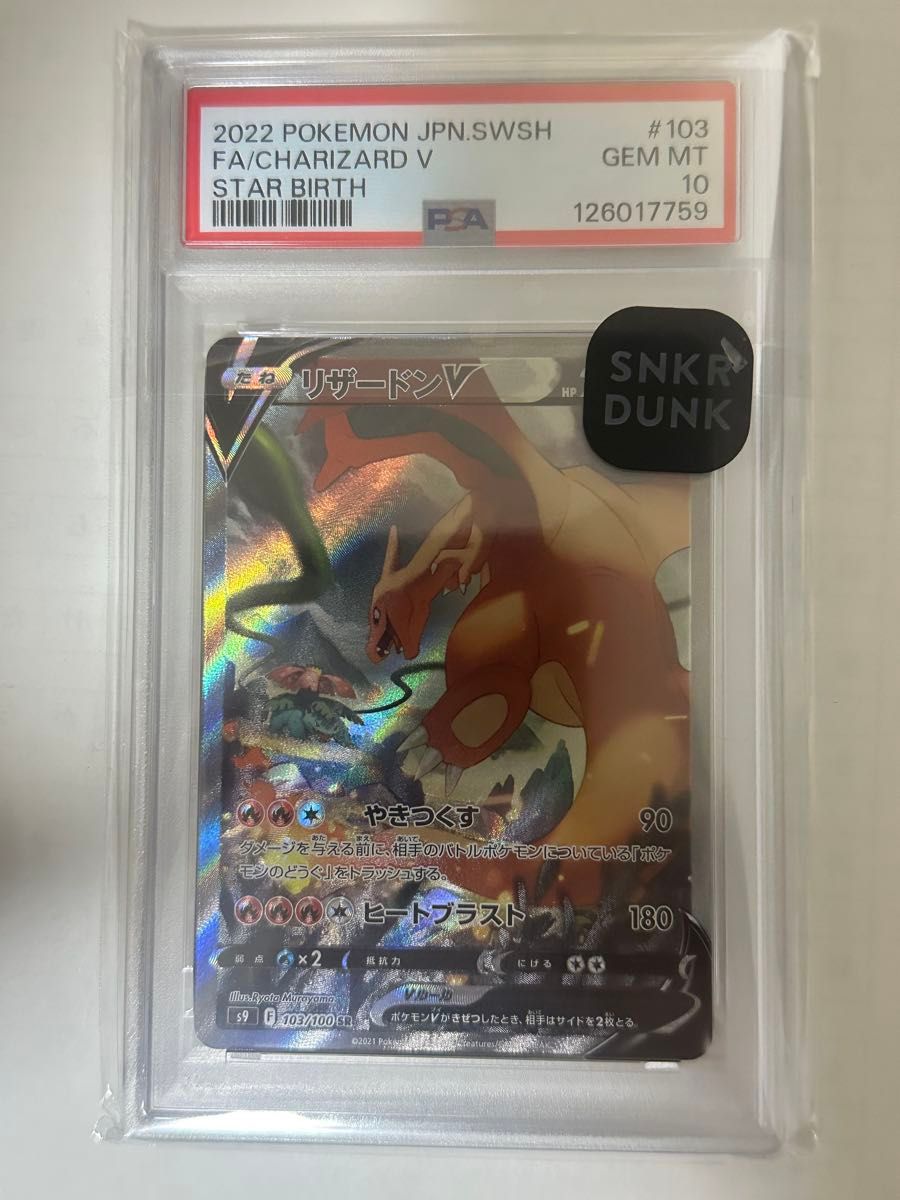 2022 POKEMON JPN.SWSH #103
FA/CHARIZARD V GEM MT
STAR BIRTH 10
PSA 126017759
SNKR
DUNK
たね リザードンV HP
やきつくす 90
ダメージを与える前に、相手のバトルポケモンについている「ポケ
モンのどうぐ」をトラッシュする。
ヒートブラスト 180
弱点 ×2 抵抗力 にげる
Illus.Ryota Murayama
Vルール
s9 F 103/100 SR ポケモンVがきぜつしたとき、相手はサイドを2枚とる。
©2021